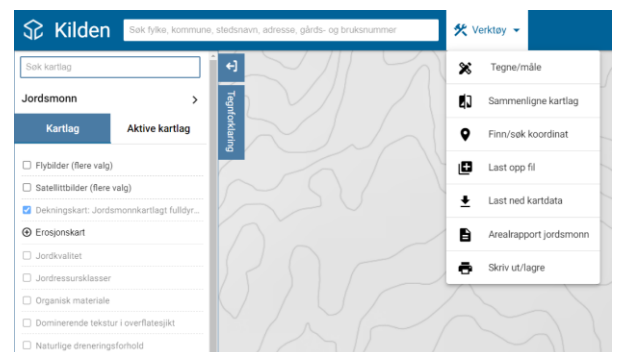 Kilden
Søk fylke, kommune, stedsnavn, adresse, gårds- og bruksnummer
Verktøy
Søk kartlag
Jordsmonn
Kartlag
Aktive kartlag
Flybilder (flere valg)
Satellittbilder (flere valg)
Dekningskart: Jordsmonnkartlagt fulldyr...
Erosjonskart
Jordkvalitet
Jordressursklasser
Organisk materiale
Dominerende tekstur i overflatesjikt
Naturlige dreneringsforhold
Tegnforklaring
Tegne/måle
Sammenligne kartlag
Finn/søk koordinat
Last opp fil
Last ned kartdata
Arealrapport jordsmonn
Skriv ut/lagre